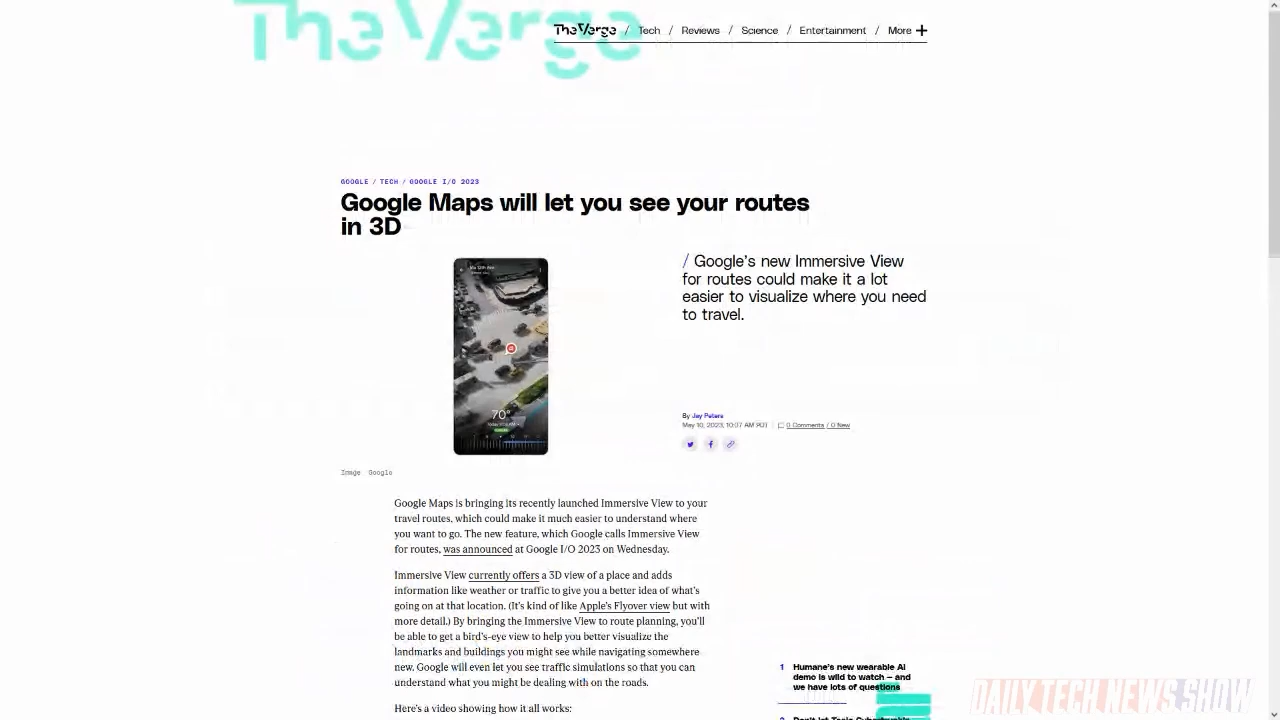 The Verge
The Verge / Tech / Reviews / Science / Entertainment / More +
GOOGLE / TECH / GOOGLE I/O 2023
Google Maps will let you see your routes
in 3D
/ Google's new Immersive View
for routes could make it a lot
easier to visualize where you need
to travel.
70°
By Jay Peters
May 10, 2023, 10:07 AM PDT | 0 Comments / 0 New
Image Google
Google Maps is bringing its recently launched Immersive View to your
travel routes, which could make it much easier to understand where
you want to go. The new feature, which Google calls Immersive View
for routes, was announced at Google I/O 2023 on Wednesday.
Immersive View currently offers a 3D view of a place and adds
information like weather or traffic to give you a better idea of what's
going on at that location. (It's kind of like Apple's Flyover view but with
more detail.) By bringing the Immersive View to route planning, you'll
be able to get a bird's-eye view to help you better visualize the
landmarks and buildings you might see while navigating somewhere
new. Google will even let you see traffic simulations so that you can
understand what you might be dealing with on the roads.
Here's a video showing how it all works:
1 Humane's new wearable AI
demo is wild to watch — and
we have lots of questions
DAILY TECH NEWS SHOW